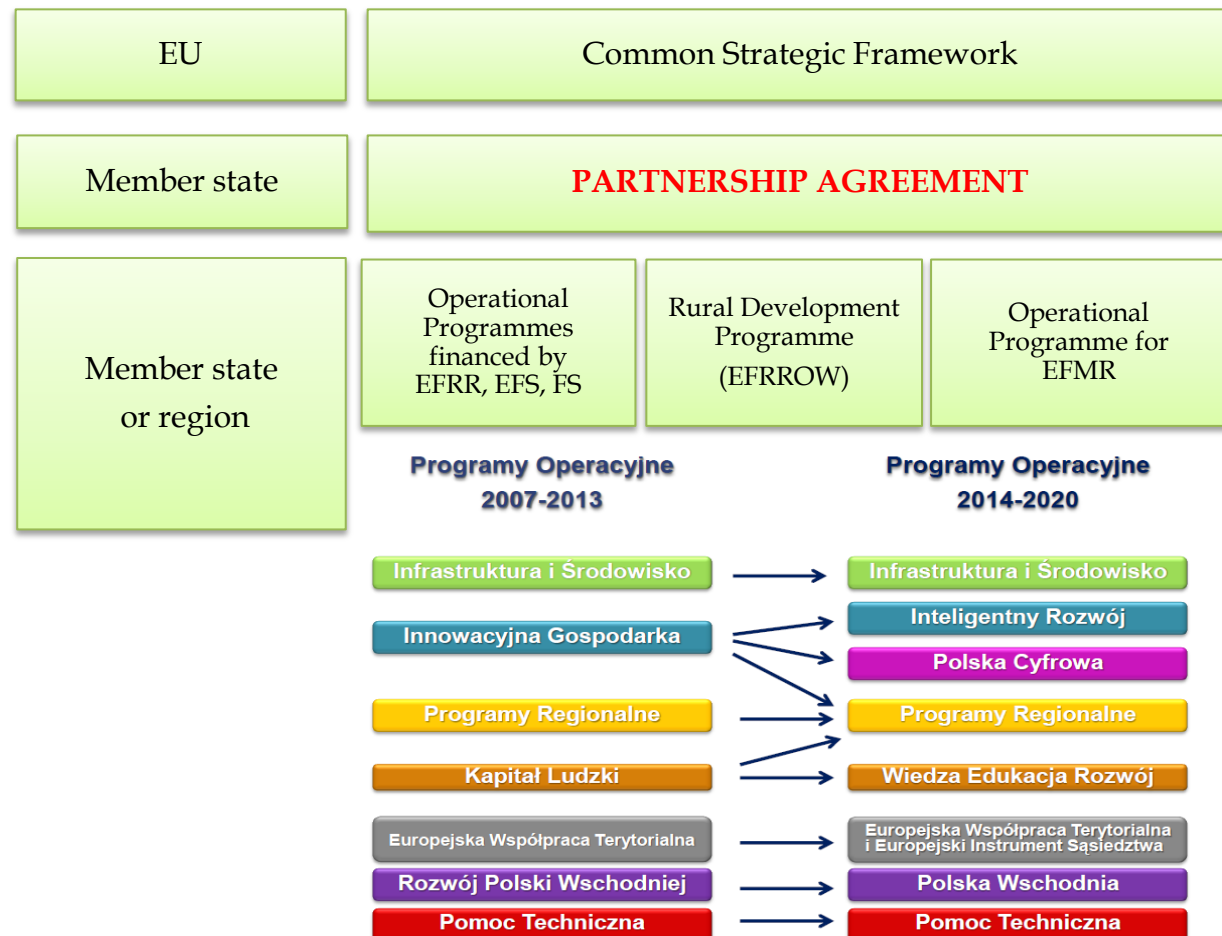 EU
Common Strategic Framework
Member state
PARTNERSHIP AGREEMENT
Member state
or region
Operational
Programmes
financed by
EFRR, EFS, FS
Rural Development
Programme
(EFRROW)
Operational
Programme for
EFMR
Programy Operacyjne
2007-2013
Programy Operacyjne
2014-2020
Infrastruktura i Środowisko
Infrastruktura i Środowisko
Innowacyjna Gospodarka
Inteligentny Rozwój
Polska Cyfrowa
Programy Regionalne
Programy Regionalne
Kapitał Ludzki
Wiedza Edukacja Rozwój
Europejska Współpraca Terytorialna
Europejska Współpraca Terytorialna
i Europejski Instrument Sąsiedztwa
Rozwój Polski Wschodniej
Polska Wschodnia
Pomoc Techniczna
Pomoc Techniczna